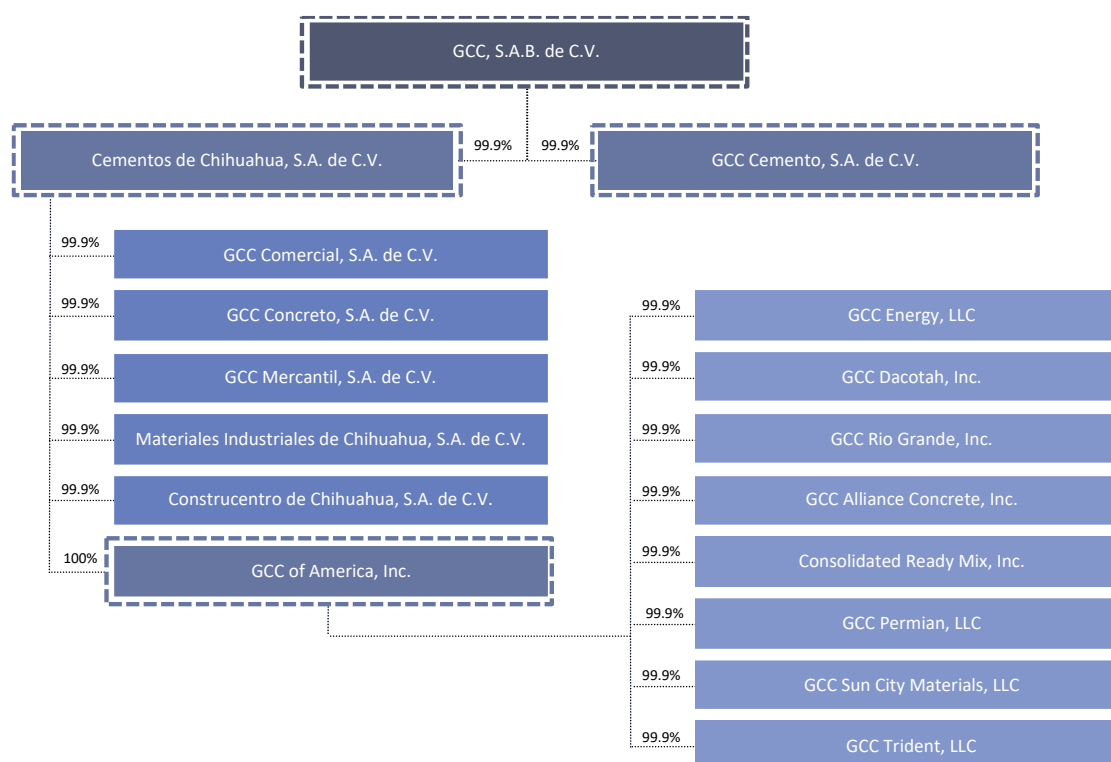 GCC, S.A.B. de C.V.
Cementos de Chihuahua, S.A. de C.V.
99.9%
99.9%
GCC Cemento, S.A. de C.V.
99.9%
GCC Comercial, S.A. de C.V.
99.9%
GCC Concreto, S.A. de C.V.
99.9%
GCC Mercantil, S.A. de C.V.
99.9%
Materiales Industriales de Chihuahua, S.A. de C.V.
99.9%
Construcentro de Chihuahua, S.A. de C.V.
100%
GCC of America, Inc.
99.9%
GCC Energy, LLC
99.9%
GCC Dacotah, Inc.
99.9%
GCC Rio Grande, Inc.
99.9%
GCC Alliance Concrete, Inc.
99.9%
Consolidated Ready Mix, Inc.
99.9%
GCC Permian, LLC
99.9%
GCC Sun City Materials, LLC
99.9%
GCC Trident, LLC